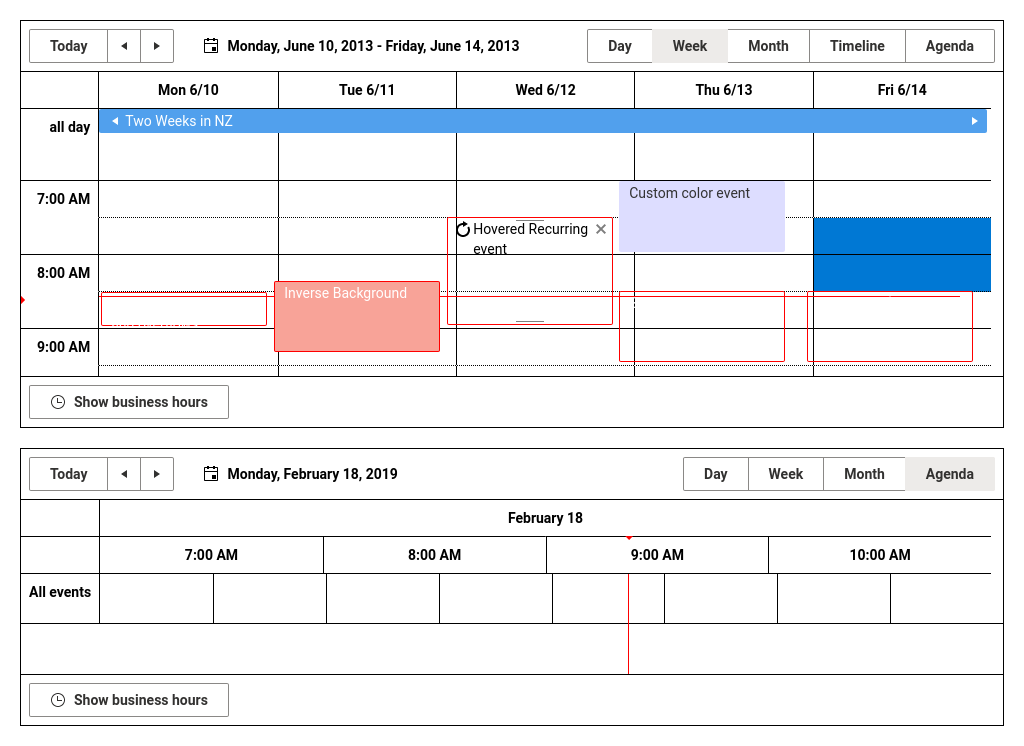 Today
Monday, June 10, 2013 - Friday, June 14, 2013
Day Week Month Timeline Agenda
Mon 6/10 Tue 6/11 Wed 6/12 Thu 6/13 Fri 6/14
all day
Two Weeks in NZ
7:00 AM
Custom color event
Hovered Recurring
event
8:00 AM
Inverse Background
9:00 AM
Show business hours
Today
Monday, February 18, 2019
Day Week Month Agenda
February 18
7:00 AM 8:00 AM 9:00 AM 10:00 AM
All events
Show business hours